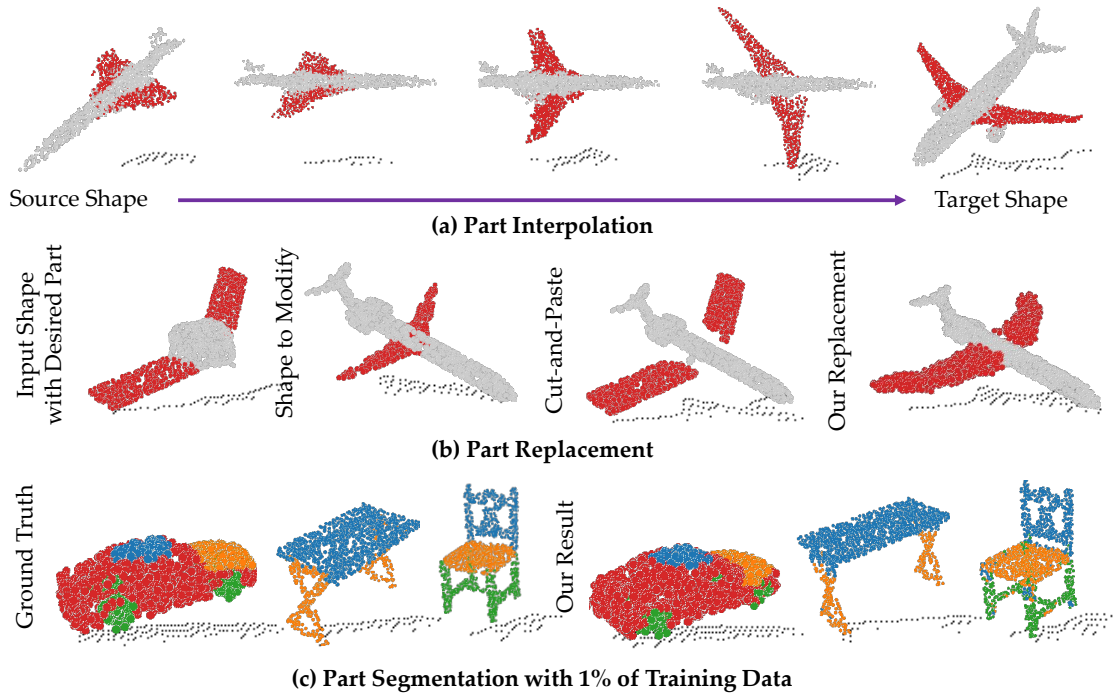 Source Shape
Target Shape
(a) Part Interpolation
Input Shape
with Desired Part
Shape to Modify
Cut-and-Paste
Our Replacement
(b) Part Replacement
Ground Truth
Our Result
(c) Part Segmentation with 1% of Training Data